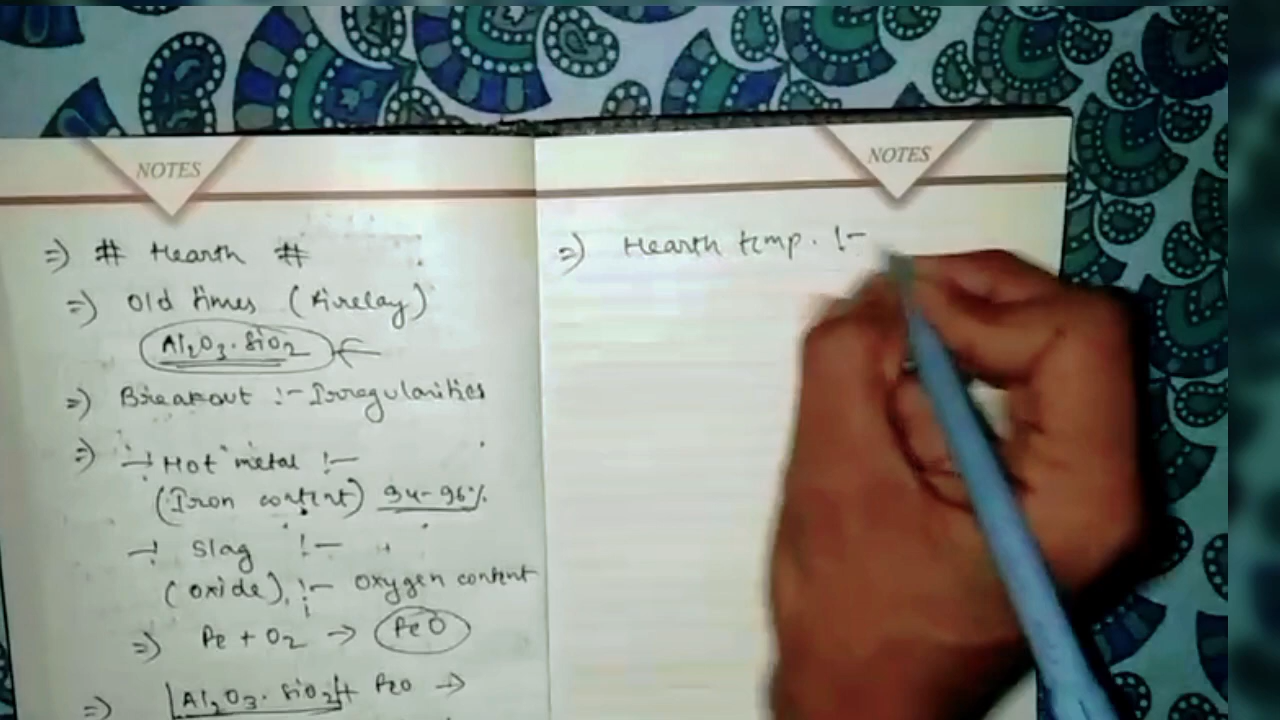 NOTES
⇒) # Hearth #
⇒) Old times (Fireclay)
Al2O3.SiO2 ←
⇒) Breakout :- Irregularities
⇒) → Hot metal :-
(Iron content) 94-96%
→ Slag :-
(oxide), :- Oxygen content
⇒) Fe + O2 → FeO
⇒) Al2O3.SiO2 + FeO →
NOTES
⇒) Hearth temp. :-